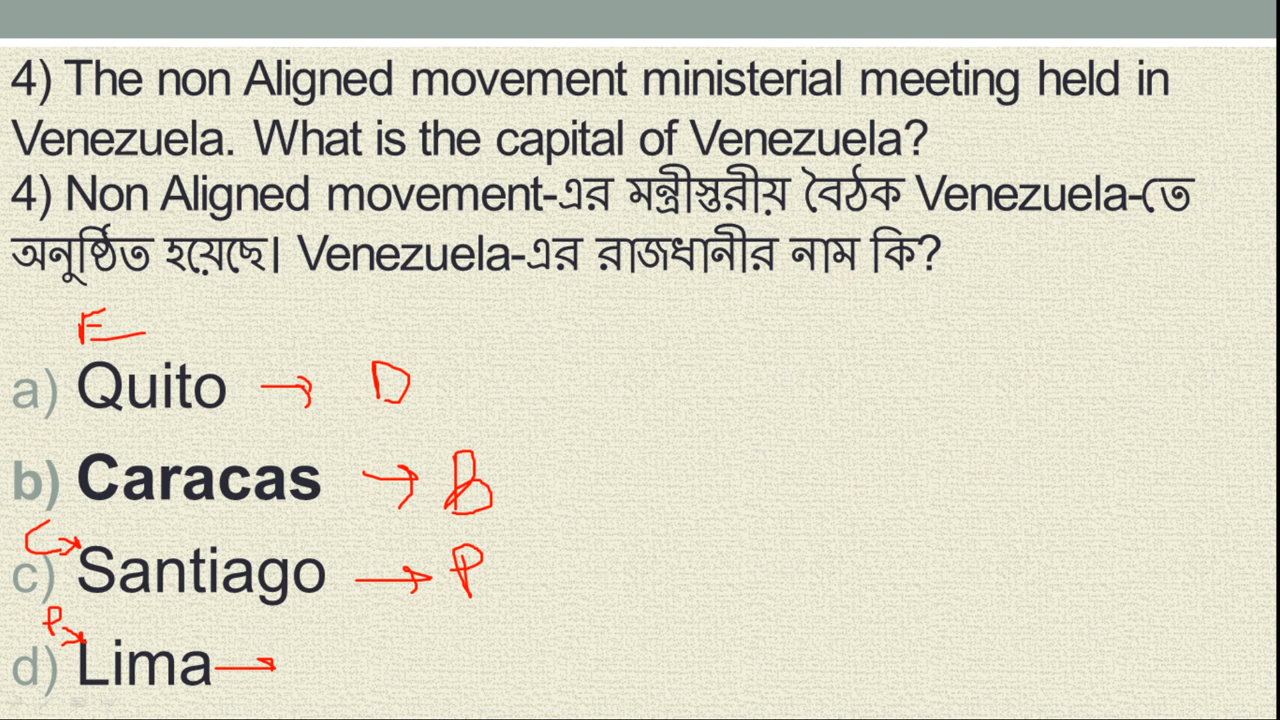 4) The non Aligned movement ministerial meeting held in
Venezuela. What is the capital of Venezuela?
4) Non Aligned movement-এর মন্ত্রীস্তরীয় বৈঠক Venezuela-তে
অনুষ্ঠিত হয়েছে। Venezuela-এর রাজধানীর নাম কি?
E
a) Quito → D
b) Caracas → B
C →
c) Santiago → P
P →
d) Lima →